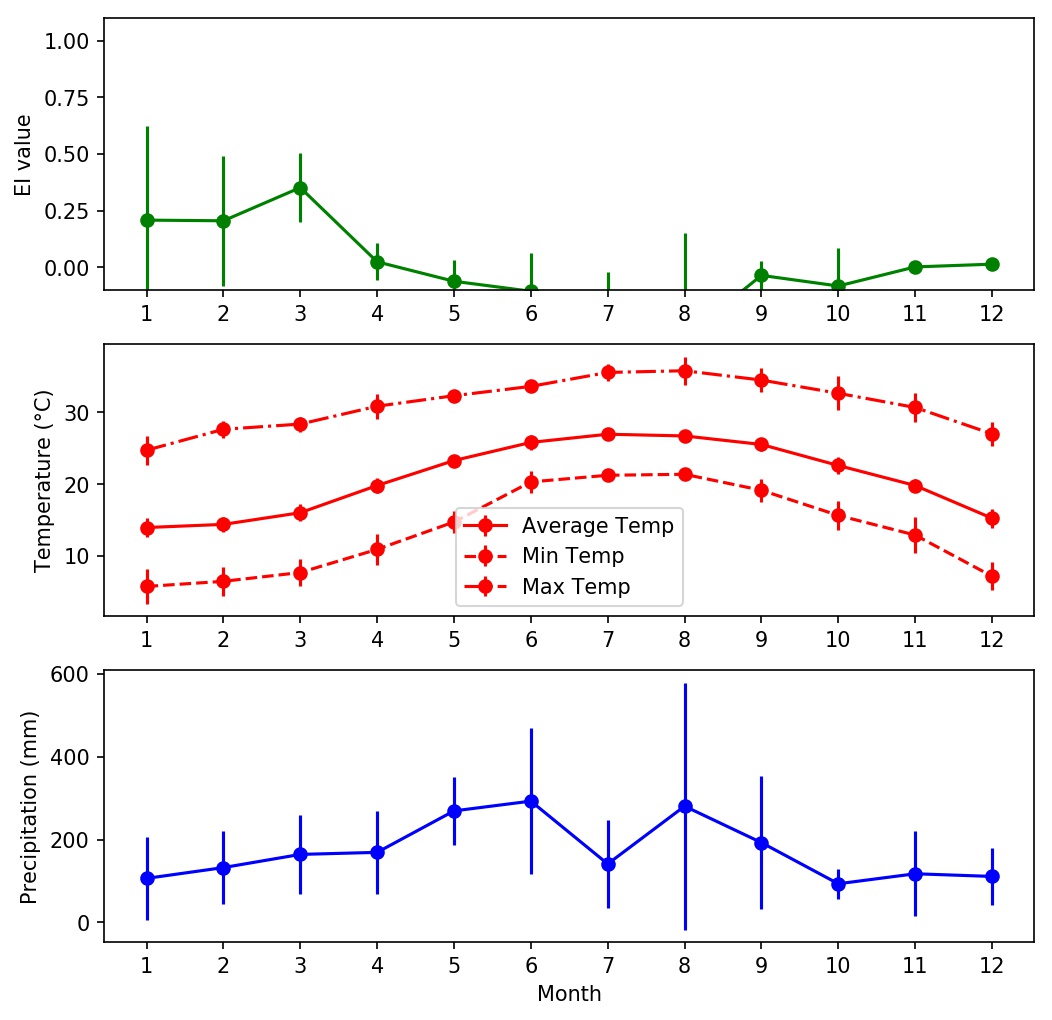 EI value
1.00
0.75
0.50
0.25
0.00
1 2 3 4 5 6 7 8 9 10 11 12
Temperature (°C)
30
20
10
Average Temp
Min Temp
Max Temp
1 2 3 4 5 6 7 8 9 10 11 12
Precipitation (mm)
600
400
200
0
1 2 3 4 5 6 7 8 9 10 11 12
Month